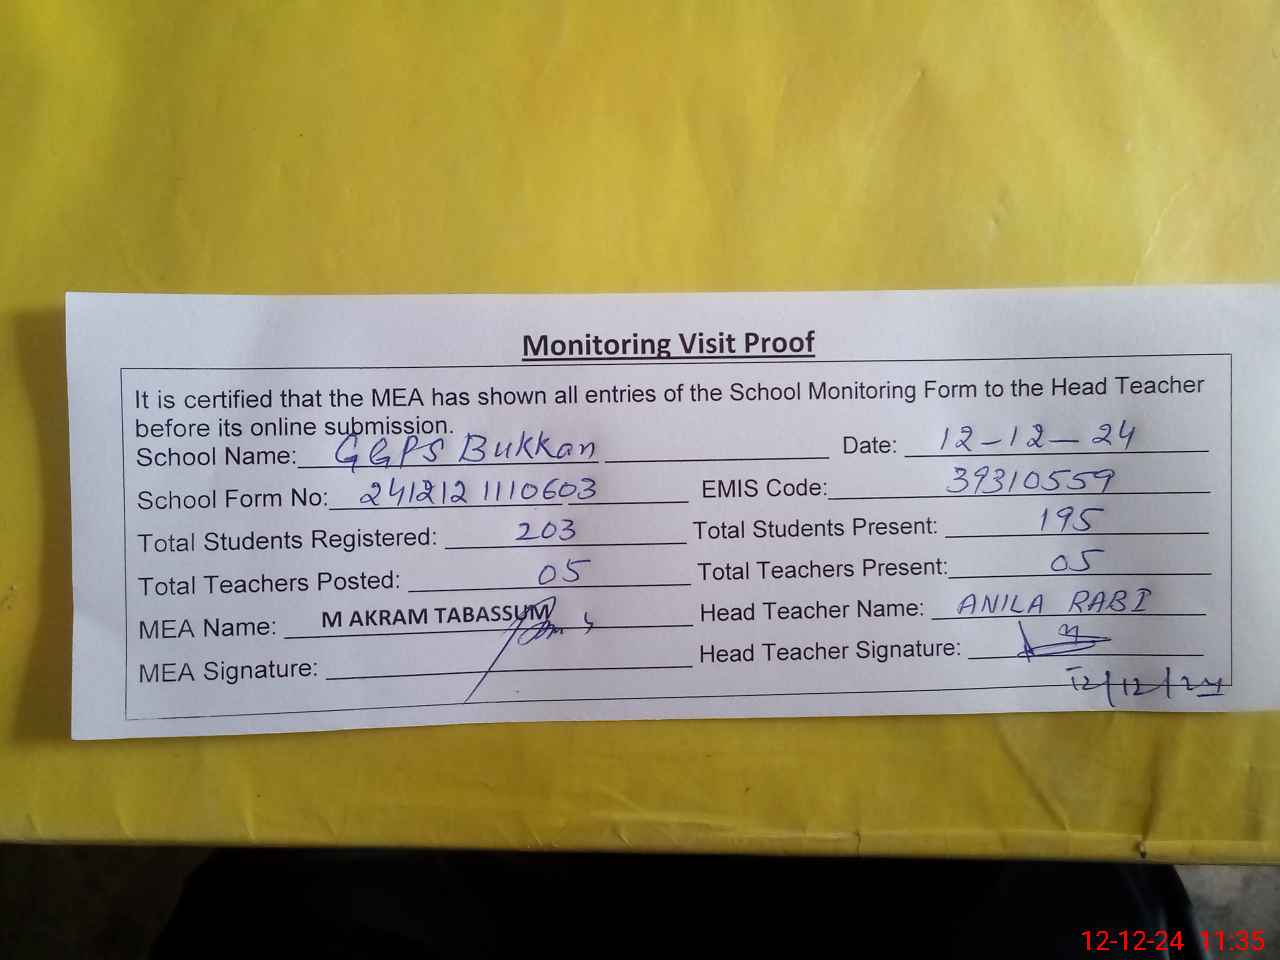 Monitoring Visit Proof
It is certified that the MEA has shown all entries of the School Monitoring Form to the Head Teacher
before its online submission.
School Name: GGPS Bukkan Date: 12-12-24
School Form No: 241212 1110603 EMIS Code: 39310559
Total Students Registered: 203 Total Students Present: 195
Total Teachers Posted: 05 Total Teachers Present: 05
MEA Name: M AKRAM TABASSUM Head Teacher Name: ANILA RABI
MEA Signature: Head Teacher Signature:
12/12/24
12-12-24 11:35